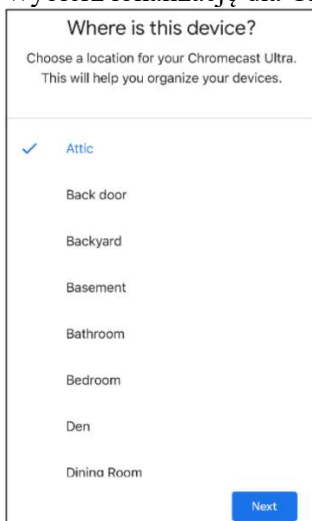 Where is this device?
Choose a location for your Chromecast Ultra.
This will help you organize your devices.
Attic
Back door
Backyard
Basement
Bathroom
Bedroom
Den
Dining Room
Next